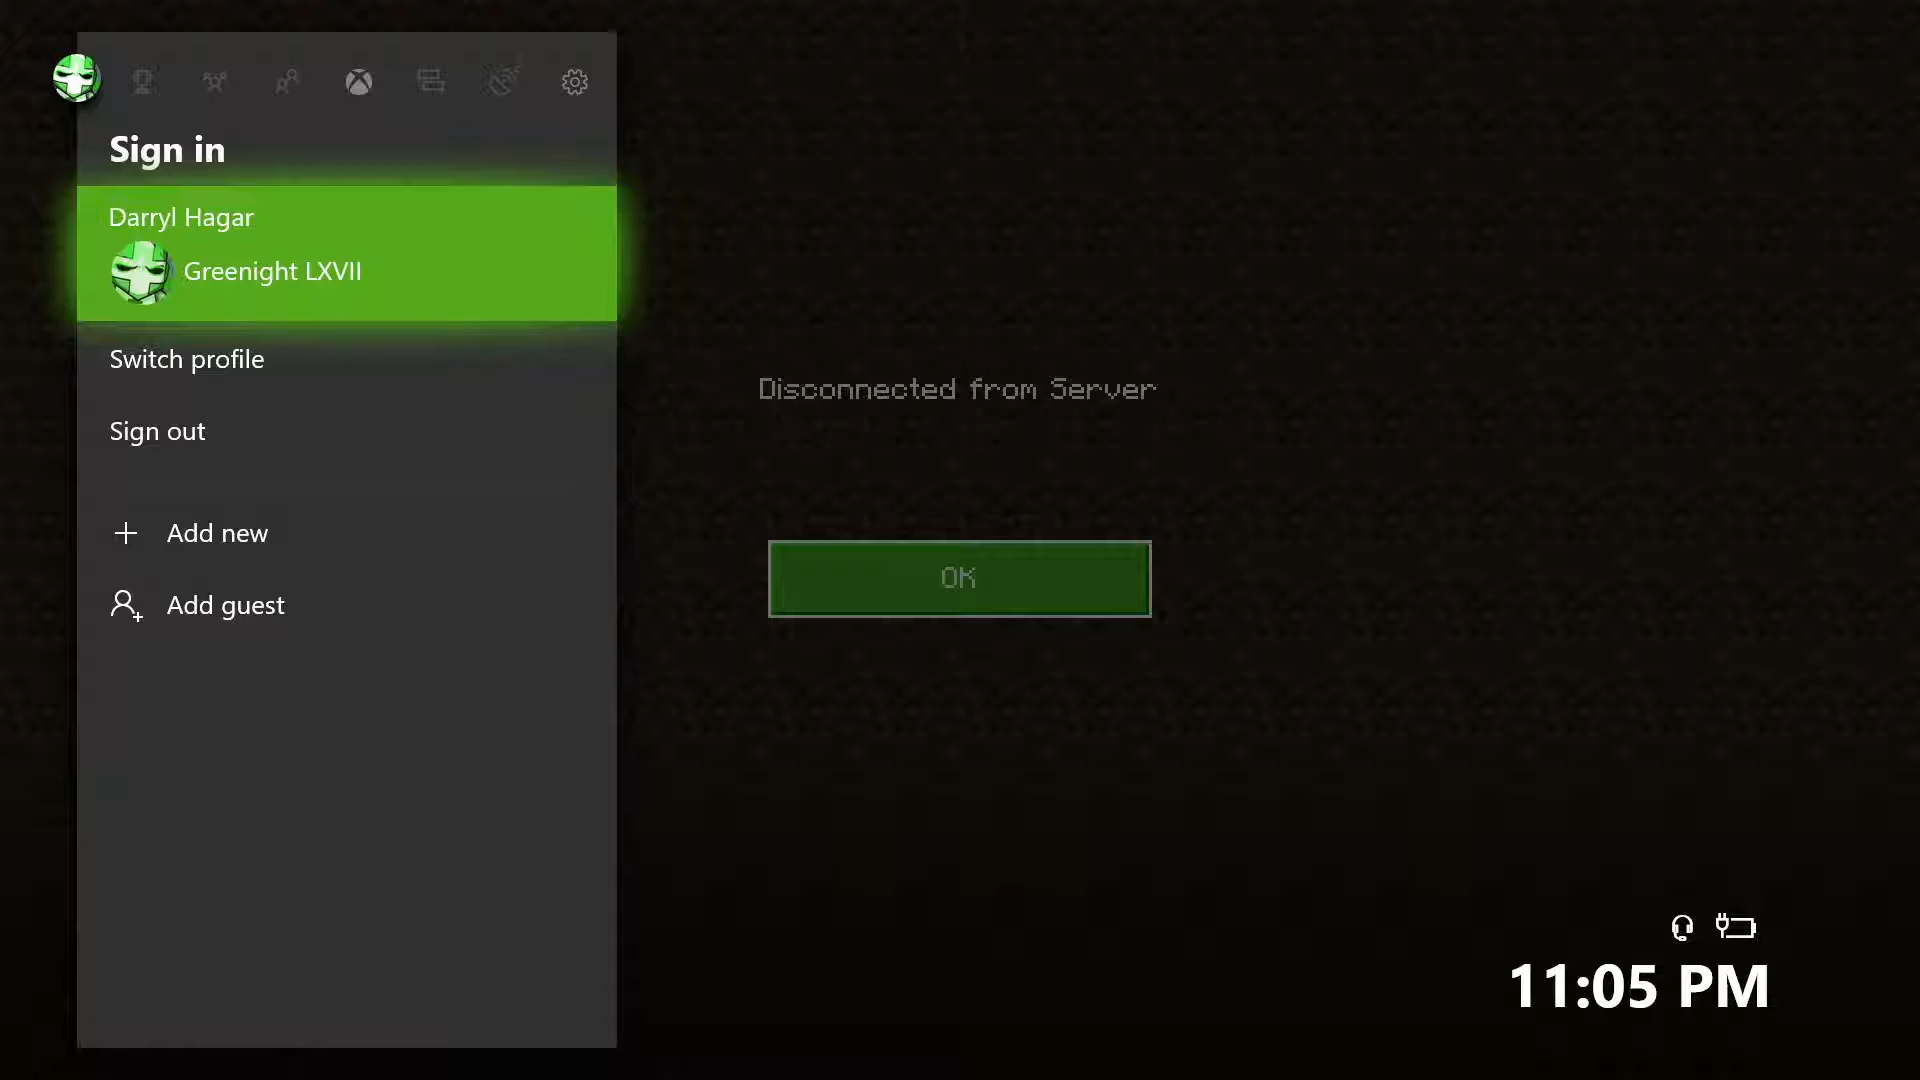 Sign in
Darryl Hagar
Greenight LXVII
Switch profile
Sign out
Add new
Add guest
Disconnected from Server
OK
11:05 PM